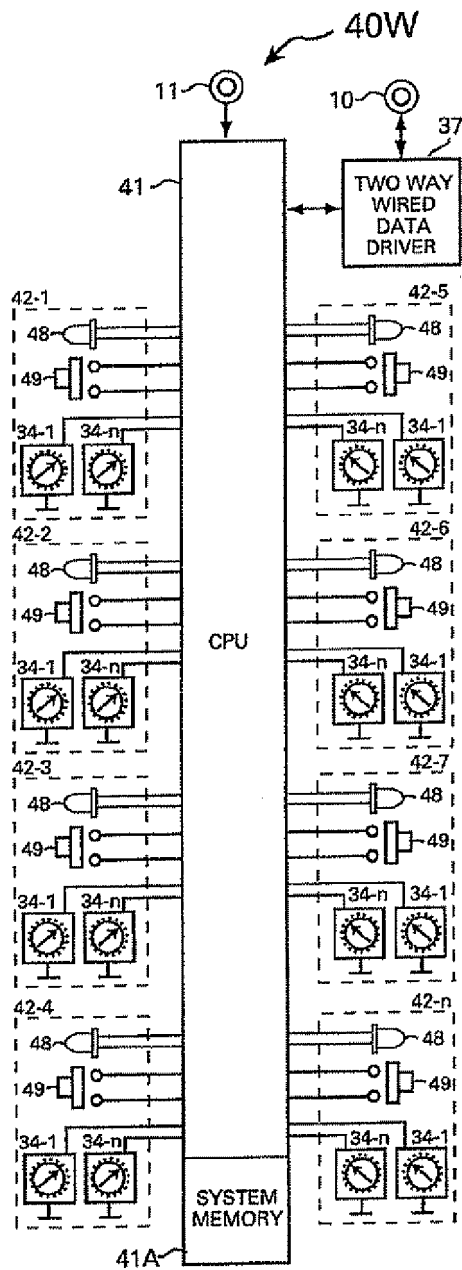 40W
11
10
37
41
TWO WAY
WIRED
DATA
DRIVER
42-1
42-5
48
48
49
49
34-1
34-n
34-n
34-1
42-2
42-6
48
48
49
49
CPU
34-1
34-n
34-n
34-1
42-3
42-7
48
48
49
49
34-1
34-n
34-n
34-1
42-4
42-n
48
48
49
49
34-1
34-n
34-n
34-1
SYSTEM
MEMORY
41A